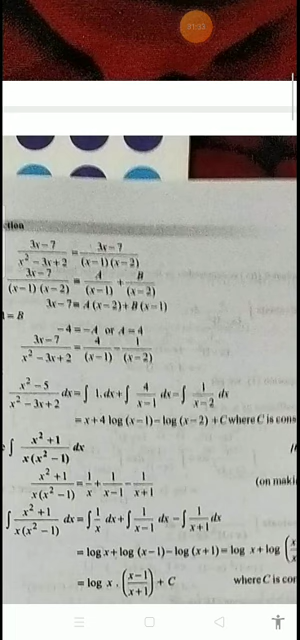 01:03
ction
(3x−7)/(x² − 3x+2) = (3x−7)/((x−1)(x−2))
(3x−7)/((x−1)(x−2)) = A/(x−1) + B/(x−2)
3x−7= A(x−2)+B(x−1)
= B
−4=−A or A=4
(3x−7)/(x² − 3x+2) = 4/(x−1) − 1/(x−2)
(x² −5)/(x² − 3x+2) dx=∫ 1.dx+∫ 4/(x−1) dx−∫ 1/(x−2) dx
=x+4 log (x−1)−log (x−2) + C where C is cons
∫ (x² +1)/(x(x² −1)) dx
(x² +1)/(x(x² −1)) = 1/x + 1/(x−1) − 1/(x+1) (on maki
∫ (x² +1)/(x(x² −1)) dx=∫ 1/x dx+∫ 1/(x−1) dx −∫ 1/(x+1) dx
=log x+log (x−1)−log (x+1)=log x+log (
=log x . ((x−1)/(x+1)) + C where C is con